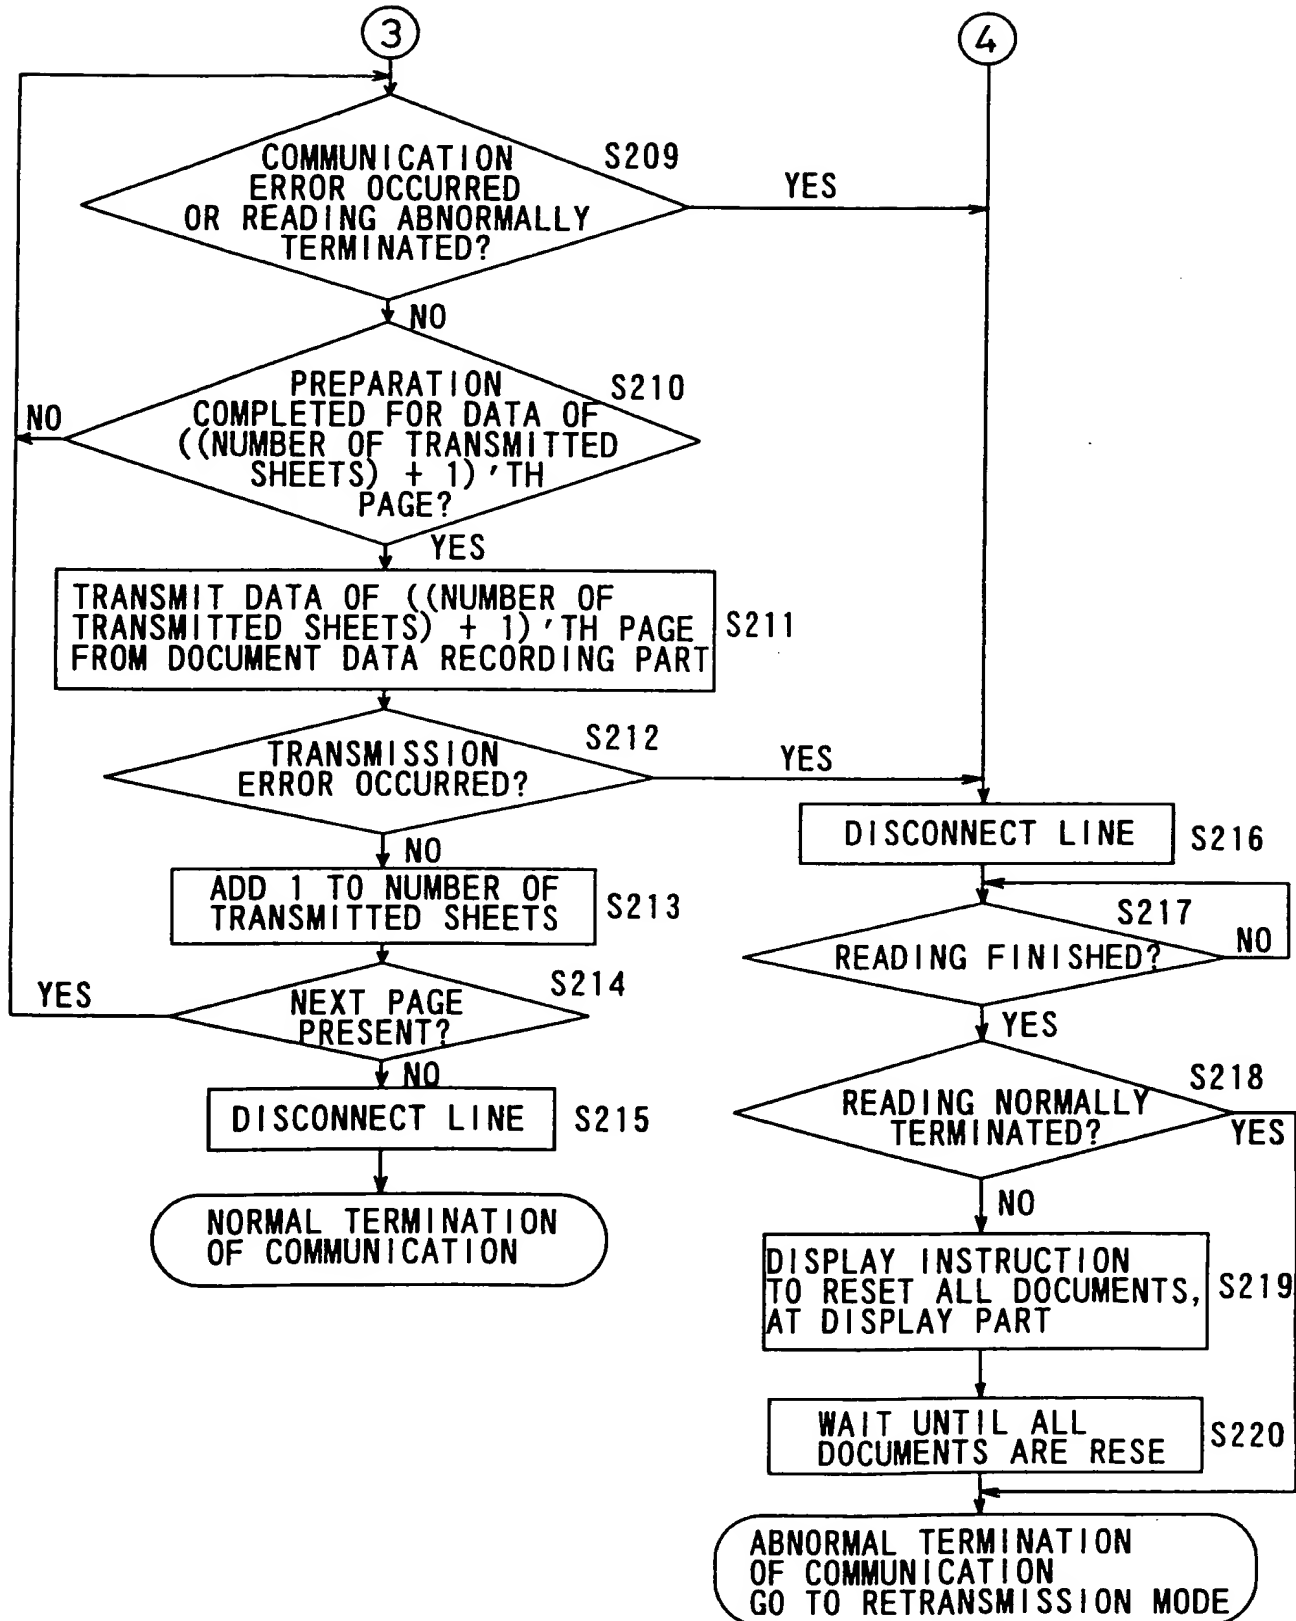 3
4
COMMUNICATION
ERROR OCCURRED
OR READING ABNORMALLY
TERMINATED?
S209
YES
NO
PREPARATION
COMPLETED FOR DATA OF
((NUMBER OF TRANSMITTED
SHEETS) + 1)'TH
PAGE?
S210
NO
YES
TRANSMIT DATA OF ((NUMBER OF
TRANSMITTED SHEETS) + 1)'TH PAGE
FROM DOCUMENT DATA RECORDING PART
S211
TRANSMISSION
ERROR OCCURRED?
S212
YES
NO
ADD 1 TO NUMBER OF
TRANSMITTED SHEETS
S213
NEXT PAGE
PRESENT?
S214
YES
NO
DISCONNECT LINE
S215
NORMAL TERMINATION
OF COMMUNICATION
DISCONNECT LINE
S216
READING FINISHED?
S217
NO
YES
READING NORMALLY
TERMINATED?
S218
YES
NO
DISPLAY INSTRUCTION
TO RESET ALL DOCUMENTS,
AT DISPLAY PART
S219
WAIT UNTIL ALL
DOCUMENTS ARE RESE
S220
ABNORMAL TERMINATION
OF COMMUNICATION
GO TO RETRANSMISSION MODE